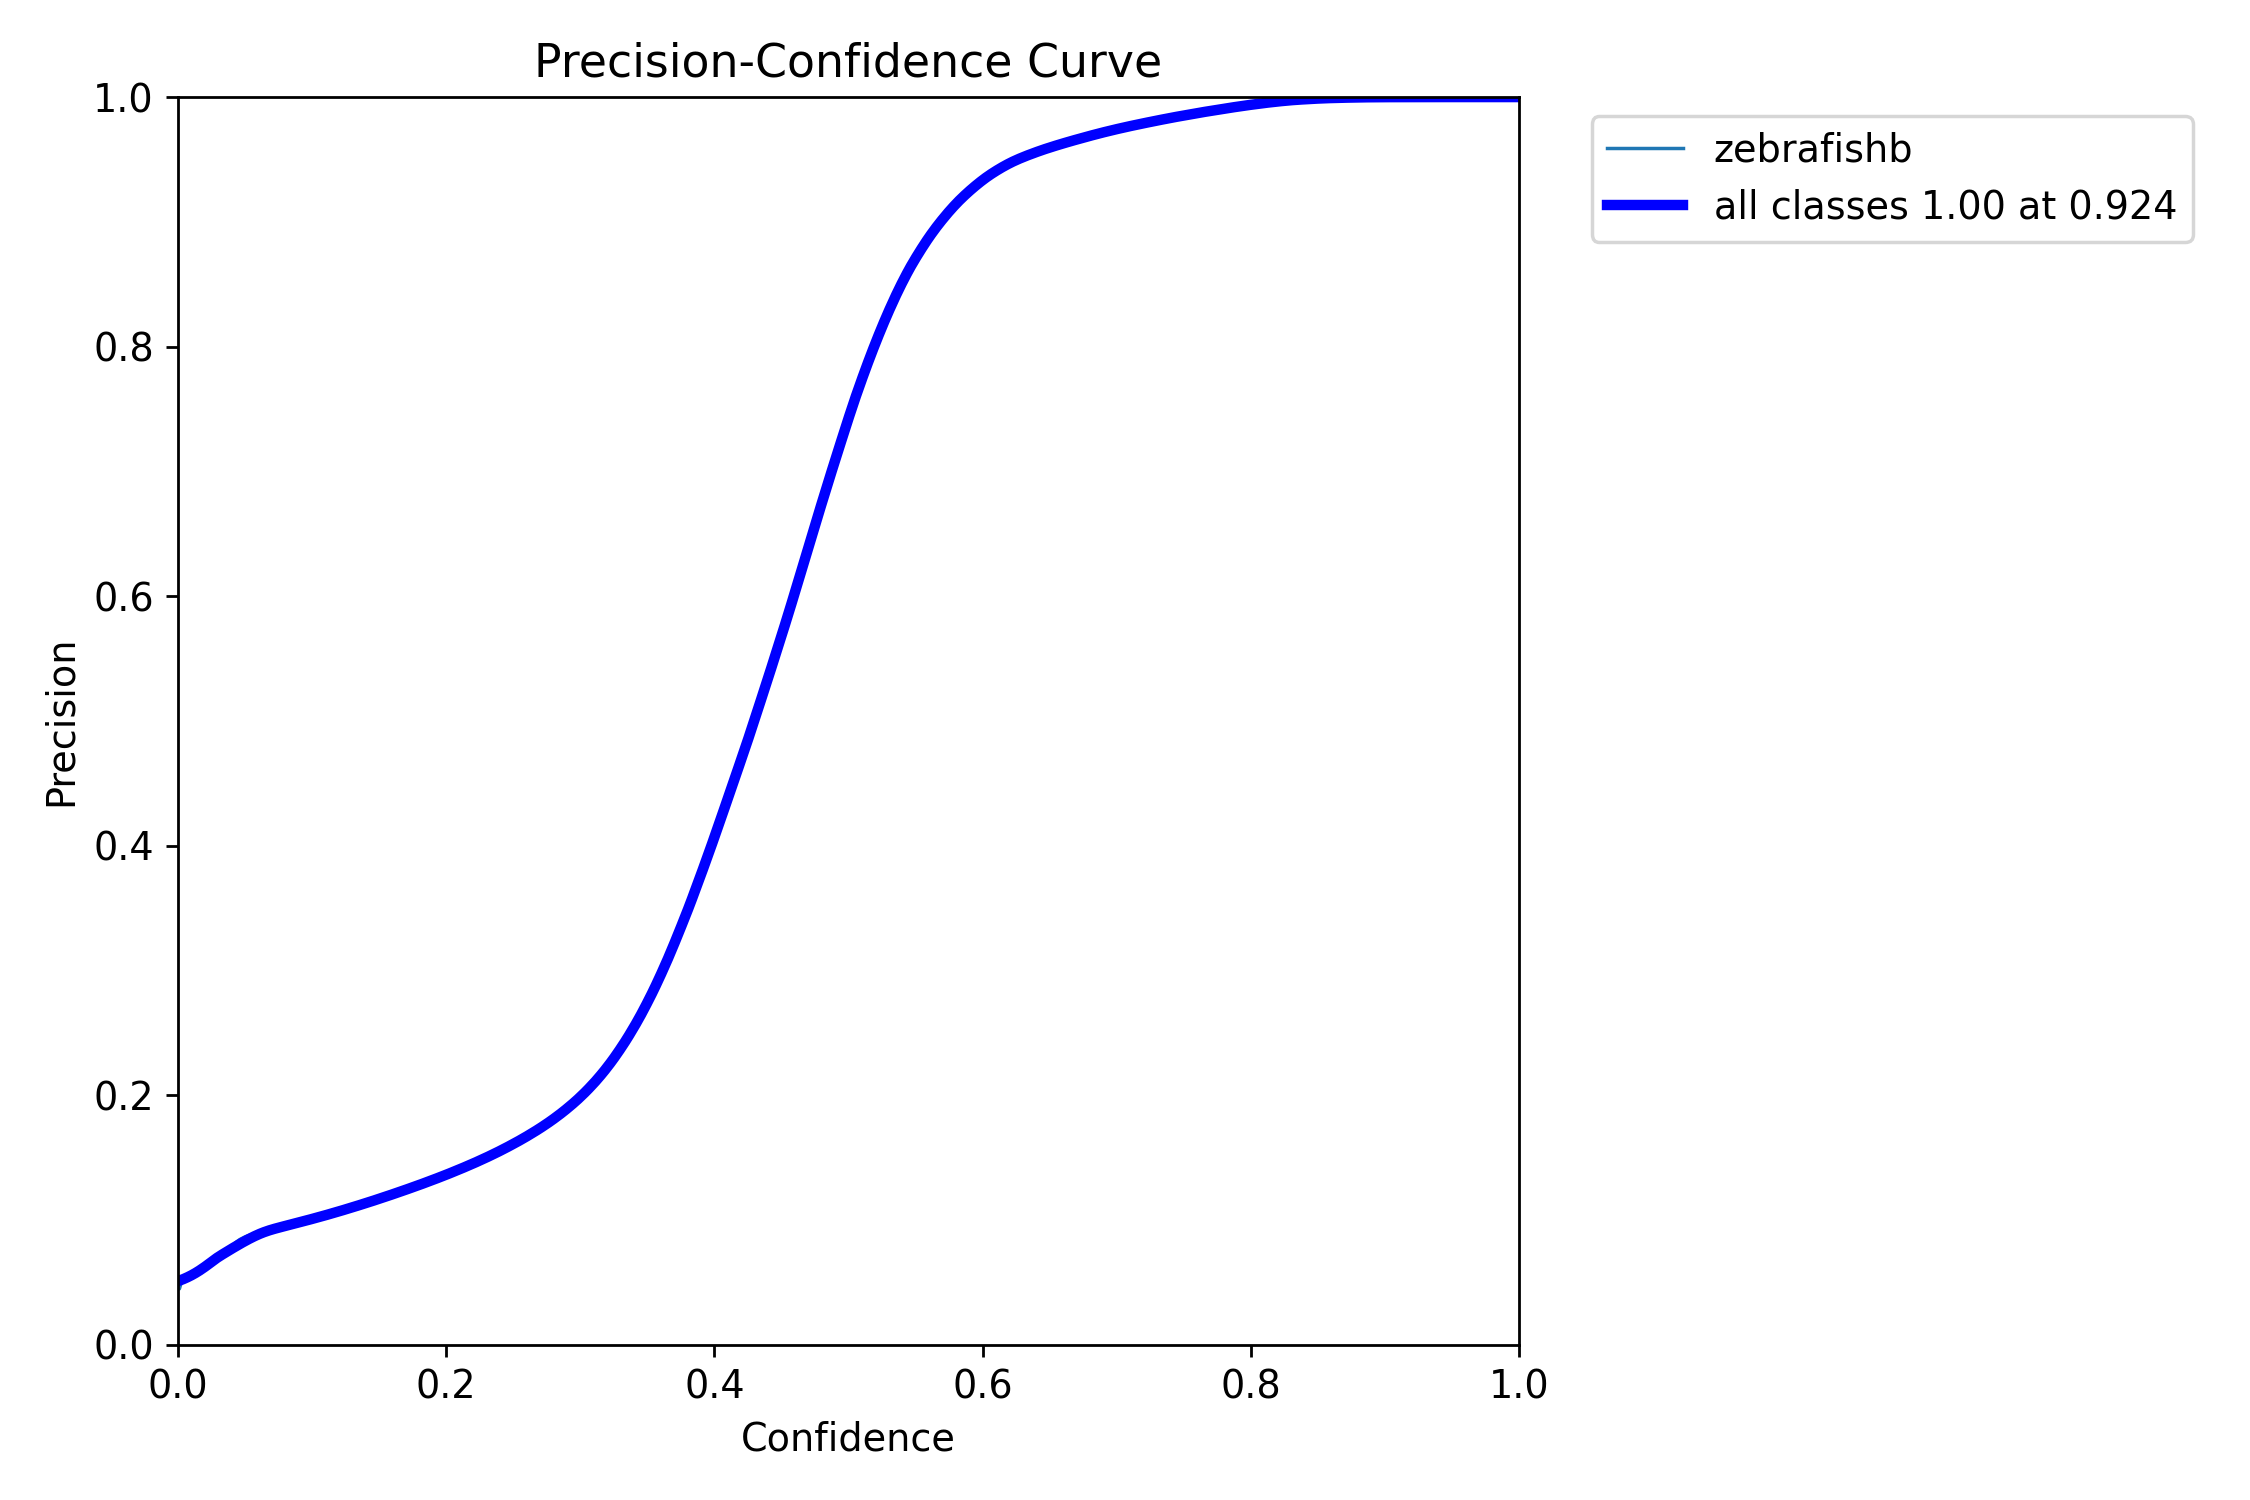 Precision-Confidence Curve
1.0
0.8
0.6
0.4
0.2
0.0
Precision
0.0 0.2 0.4 0.6 0.8 1.0
Confidence
zebrafishb
all classes 1.00 at 0.924